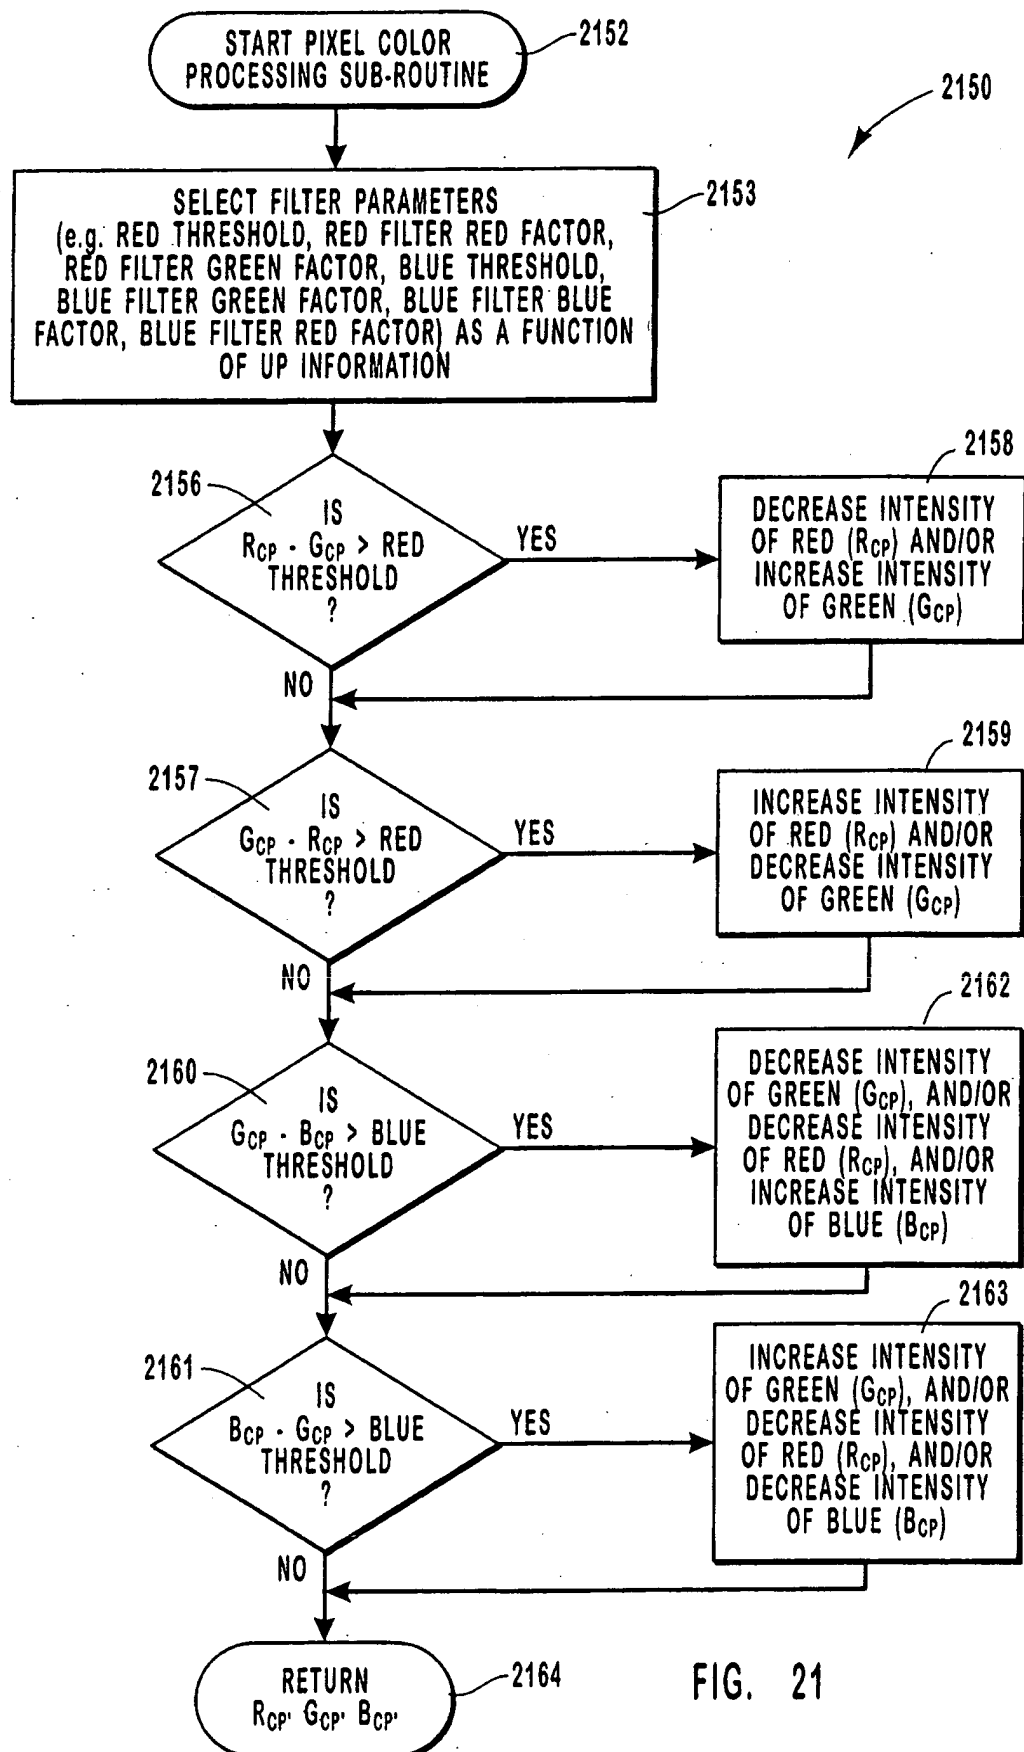 START PIXEL COLOR
PROCESSING SUB-ROUTINE
2152
2150
SELECT FILTER PARAMETERS
(e.g. RED THRESHOLD, RED FILTER RED FACTOR,
RED FILTER GREEN FACTOR, BLUE THRESHOLD,
BLUE FILTER GREEN FACTOR, BLUE FILTER BLUE
FACTOR, BLUE FILTER RED FACTOR) AS A FUNCTION
OF UP INFORMATION
2153
2156
IS
RCP - GCP > RED
THRESHOLD
?
YES
NO
2158
DECREASE INTENSITY
OF RED (RCP) AND/OR
INCREASE INTENSITY
OF GREEN (GCP)
2157
IS
GCP - RCP > RED
THRESHOLD
?
YES
NO
2159
INCREASE INTENSITY
OF RED (RCP) AND/OR
DECREASE INTENSITY
OF GREEN (GCP)
2160
IS
GCP - BCP > BLUE
THRESHOLD
?
YES
NO
2162
DECREASE INTENSITY
OF GREEN (GCP), AND/OR
DECREASE INTENSITY
OF RED (RCP), AND/OR
INCREASE INTENSITY
OF BLUE (BCP)
2161
IS
BCP - GCP > BLUE
THRESHOLD
?
YES
NO
2163
INCREASE INTENSITY
OF GREEN (GCP), AND/OR
DECREASE INTENSITY
OF RED (RCP), AND/OR
DECREASE INTENSITY
OF BLUE (BCP)
RETURN
RCP' GCP' BCP'
2164
FIG. 21